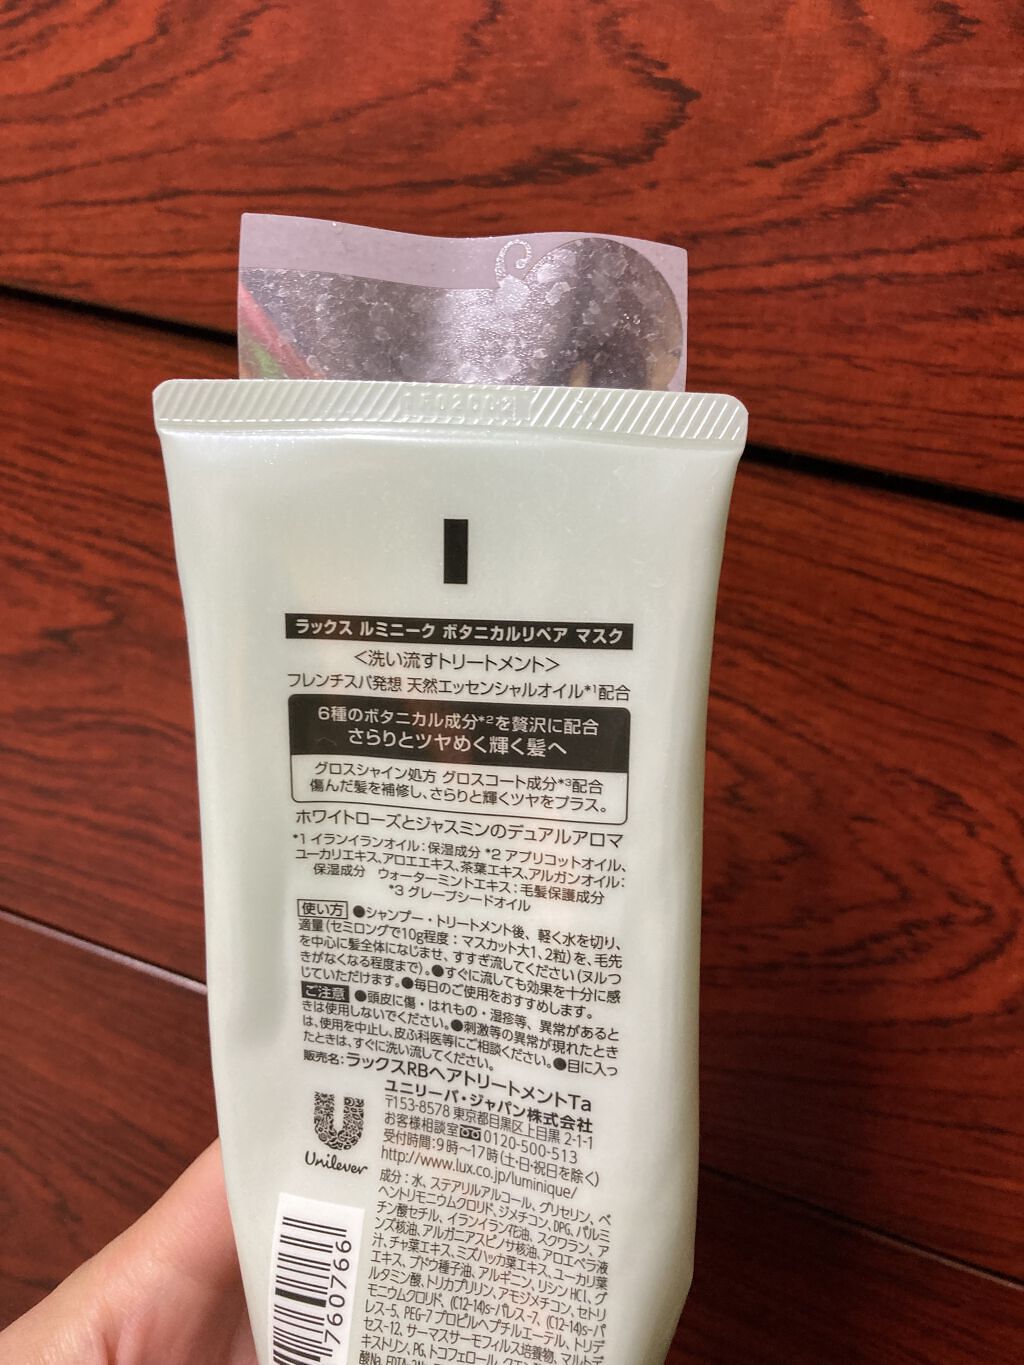 ラックス ルミニーク ボタニカルリペア マスク
<洗い流すトリートメント>
フレンチスパ発想 天然エッセンシャルオイル*1配合
6種のボタニカル成分*2を贅沢に配合
さらりとツヤめく輝く髪へ
グロスシャイン処方 グロスコート成分*3配合
傷んだ髪を補修し、さらりと輝くツヤをプラス。
ホワイトローズとジャスミンのデュアルアロマ
*1 イランイランオイル:保湿成分 *2 アプリコットオイル、
ユーカリエキス、アロエエキス、茶葉エキス、アルガンオイル:
保湿成分 ウォーターミントエキス:毛髪保護成分
*3 グレープシードオイル
使い方 ●シャンプー・トリートメント後、軽く水を切り、
適量(セミロングで10g程度:マスカット大1、2粒)を、毛先
を中心に髪全体になじませ、すすぎ流してください(ヌルつ
きがなくなる程度まで)。●すぐに流しても効果を十分に感
じていただけます。●毎日のご使用をおすすめします。
ご注意 ●頭皮に傷・はれもの・湿疹等、異常があると
きは使用しないでください。●刺激等の異常が現れたとき
は、使用を中止し、皮ふ科医等にご相談ください。●目に入っ
たときは、すぐに洗い流してください。
販売名:ラックスRBヘアトリートメントTa
ユニリーバ・ジャパン株式会社
〒153-8578 東京都目黒区上目黒 2-1-1
お客様相談室 0120-500-513
受付時間:9時〜17時(土・日・祝日を除く)
http://www.lux.co.jp/luminique/
Unilever
成分:水、ステアリルアルコール、グリセリン、ベ
ヘントリモニウムクロリド、ジメチコン、DPG、パルミ
チン酸セチル、イランイラン花油、スクワラン、ア
ンズ核油、アルガニアスピノサ核油、アロエベラ液
汁、チャ葉エキス、ミズハッカ葉エキス、ユーカリ葉
エキス、ブドウ種子油、アルギニン、リシンHCl、グ
ルタミン酸、トリカプリリン、アモジメチコン、セトリ
モニウムクロリド、(C12-14)s-パレス-7、(C12-14)s-パ
レス-5、PEG-7プロピルヘプチルエーテル、トリデ
セス-12、サーマスサーモフィルス培養物、マルトデ
キストリン、PG、トコフェロール、クエン
酸Na、EDTA-2N
760766